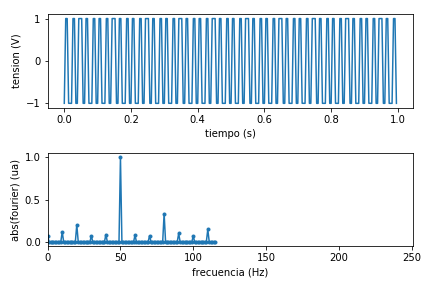 1
0
−1
tension (V)
0.0 0.2 0.4 0.6 0.8 1.0
tiempo (s)
1.0
0.5
0.0
abs(fourier) (ua)
0 50 100 150 200 250
frecuencia (Hz)